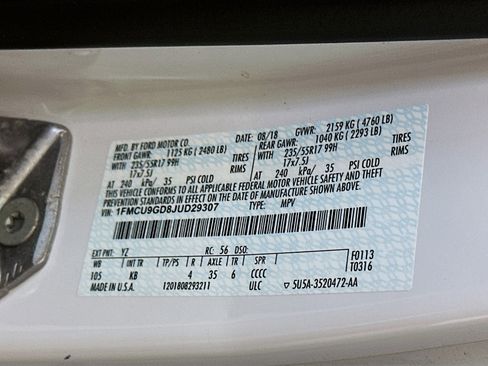 MFD. BY FORD MOTOR CO. DATE: 08/18 GVWR: 2159 KG ( 4760 LB)
FRONT GAWR: 1125 KG ( 2480 LB) REAR GAWR: 1040 KG ( 2293 LB)
WITH 235/55R17 99H TIRES WITH 235/55R17 99H TIRES
17x7.5J 17x7.5J
AT 240 kPa/ 35 PSI COLD AT 240 kPa/ 35 PSI COLD
THIS VEHICLE CONFORMS TO ALL APPLICABLE FEDERAL MOTOR VEHICLE SAFETY AND THEFT
PREVENTION STANDARDS IN EFFECT ON THE DATE OF MANUFACTURE SHOWN ABOVE.
VIN: 1FMCU9GD8JUD29307 TYPE: MPV
EXT PNT: YZ RC: 56 DSO: F0113
WB INT TR TP/PS R AXLE TR SPR T0316
105 KB 4 35 6 CCCC
MADE IN U.S.A. 1201808293211 ULC 5U5A-3520472-AA